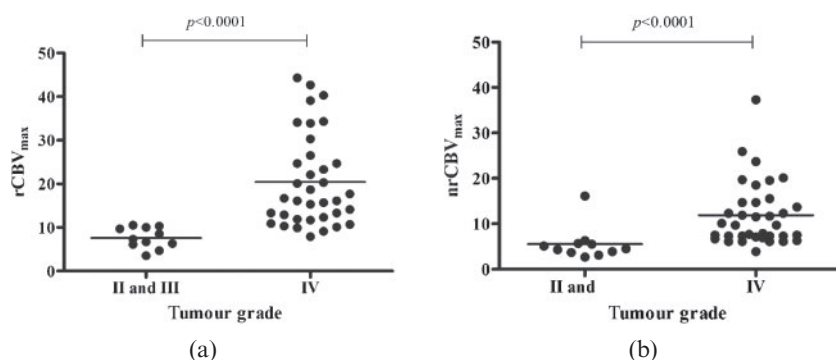 p<0.0001
50
40
30
20
10
0
rCBVmax
II and III
IV
Tumour grade
(a)
p<0.0001
50
40
30
20
10
0
nrCBVmax
II and
IV
Tumour grade
(b)